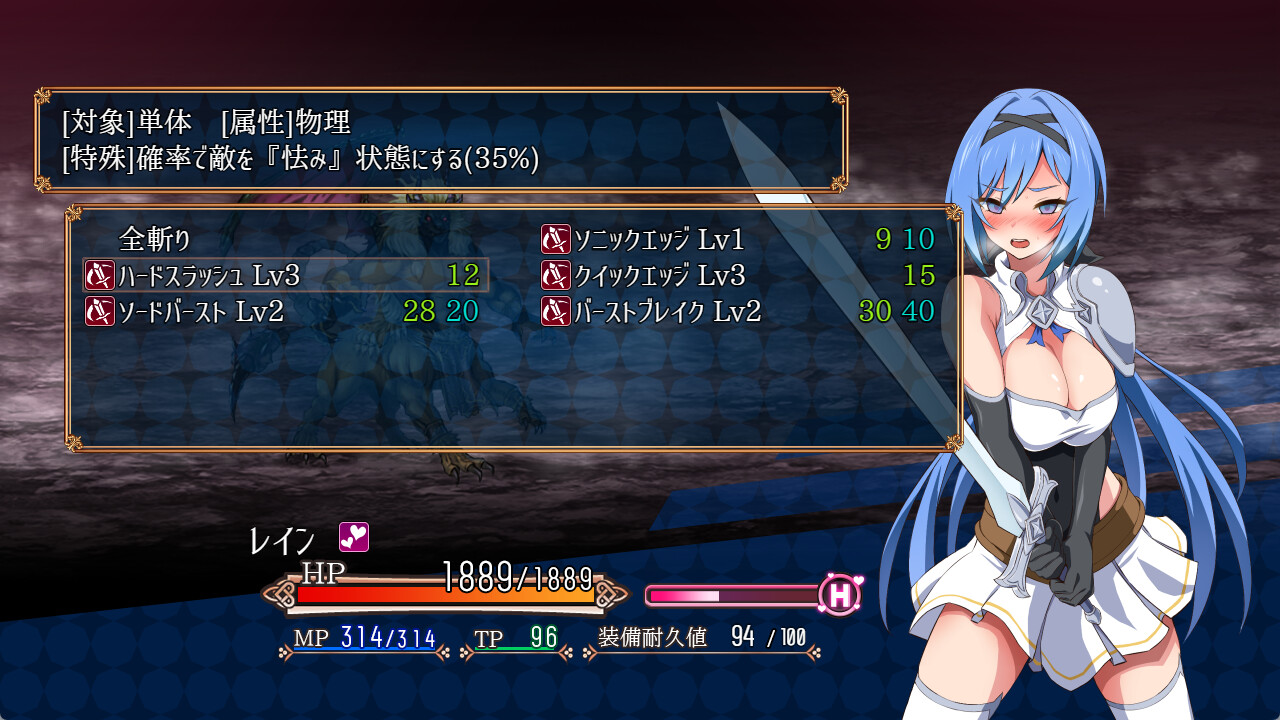 [対象]単体　[属性]物理
[特殊]確率で敵を『怯み』状態にする(35%)
全斬り
ソニックエッジ Lv1 9 10
ハードスラッシュ Lv3 12
クイックエッジ Lv3 15
ソードバースト Lv2 28 20
バーストブレイク Lv2 30 40
レイン
HP 1889/1889
H
MP 314/314 TP 96 装備耐久値 94 / 100